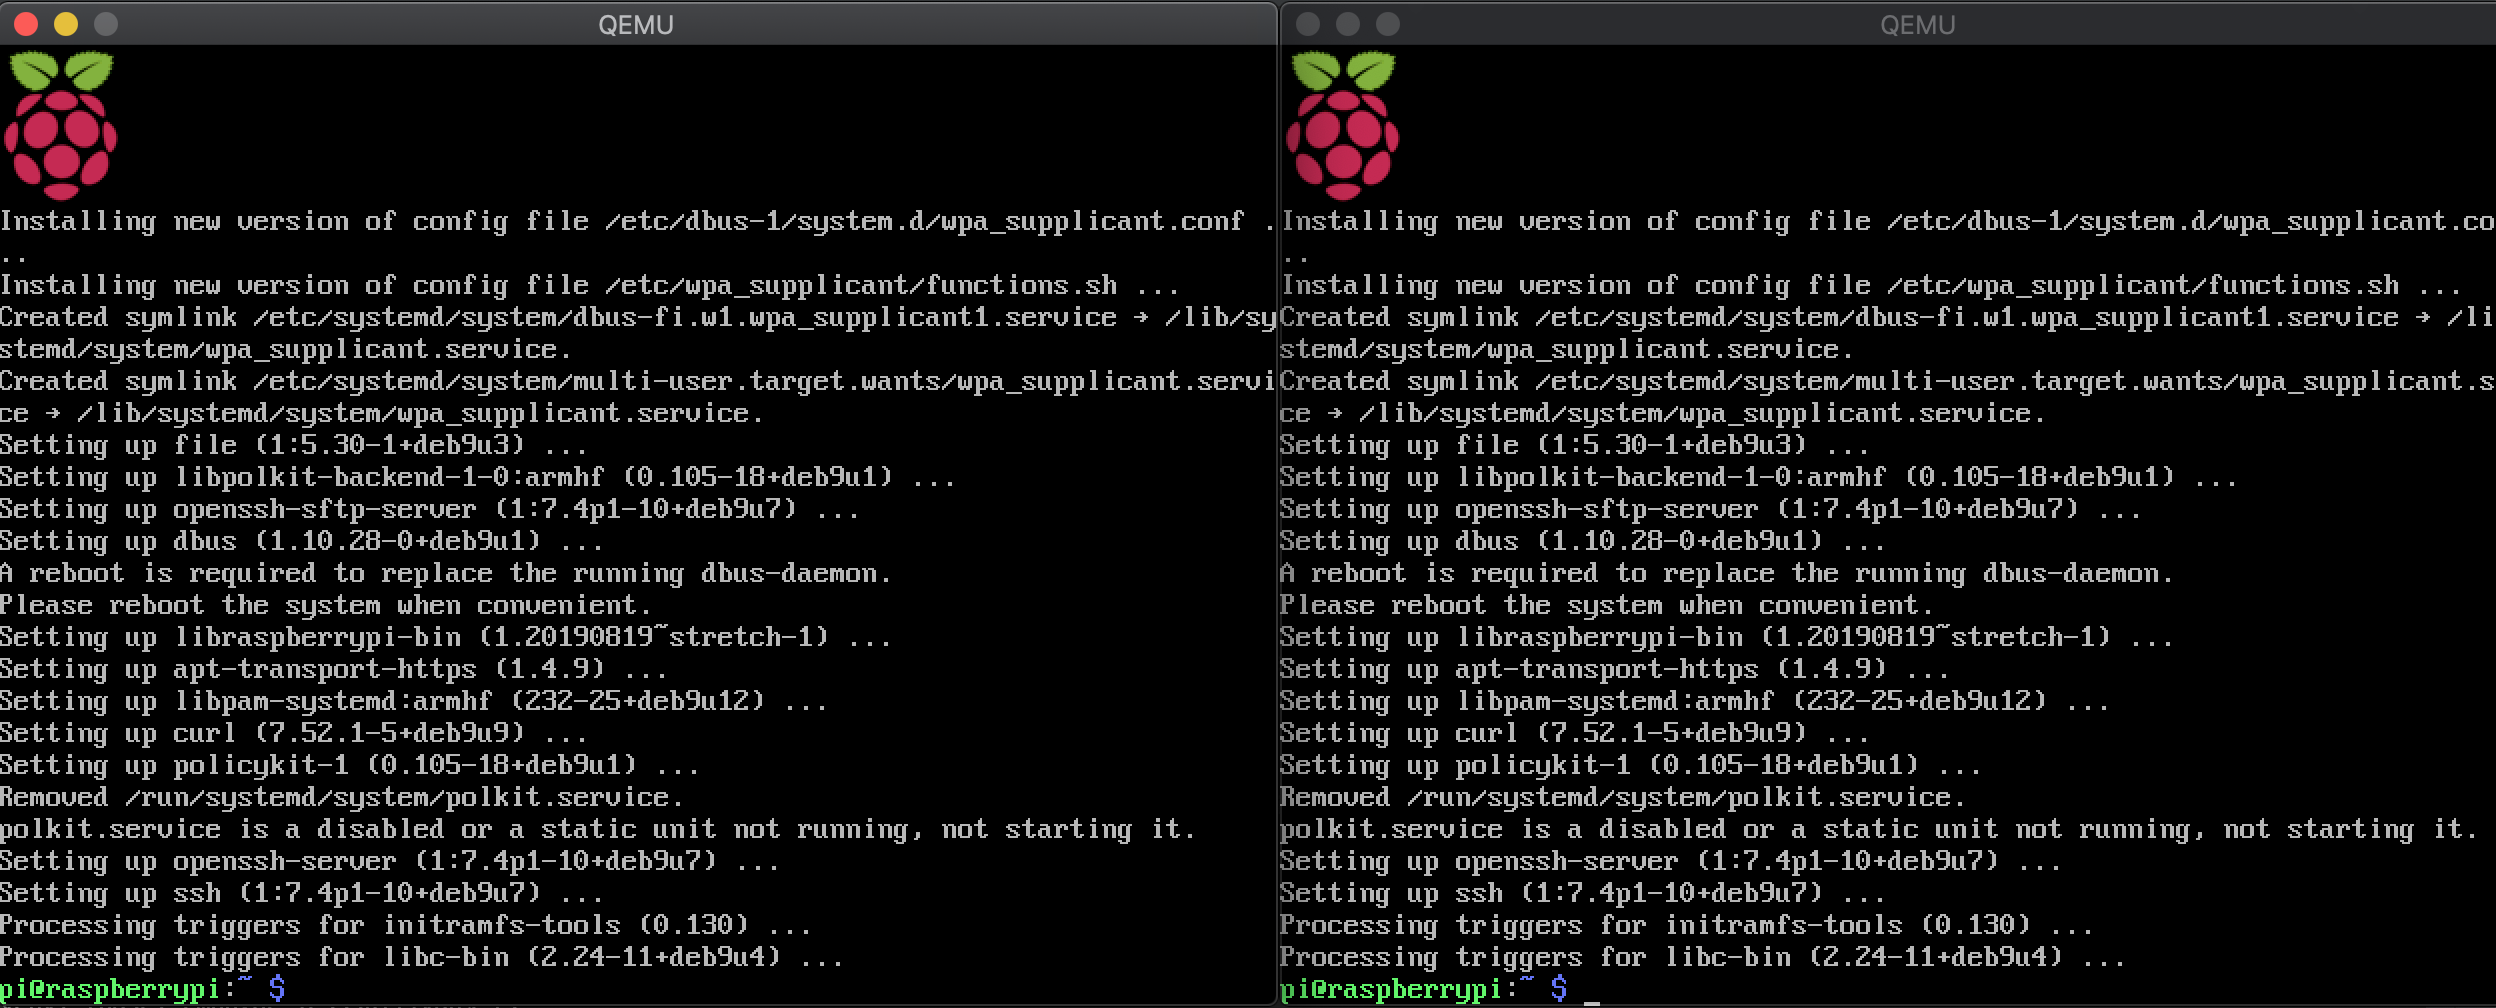 QEMU
Installing new version of config file /etc/dbus-1/system.d/wpa_supplicant.conf .
..
Installing new version of config file /etc/wpa_supplicant/functions.sh ...
Created symlink /etc/systemd/system/dbus-fi.w1.wpa_supplicant1.service → /lib/sy
stemd/system/wpa_supplicant.service.
Created symlink /etc/systemd/system/multi-user.target.wants/wpa_supplicant.servi
ce → /lib/systemd/system/wpa_supplicant.service.
Setting up file (1:5.30-1+deb9u3) ...
Setting up libpolkit-backend-1-0:armhf (0.105-18+deb9u1) ...
Setting up openssh-sftp-server (1:7.4p1-10+deb9u7) ...
Setting up dbus (1.10.28-0+deb9u1) ...
A reboot is required to replace the running dbus-daemon.
Please reboot the system when convenient.
Setting up libraspberrypi-bin (1.20190819~stretch-1) ...
Setting up apt-transport-https (1.4.9) ...
Setting up libpam-systemd:armhf (232-25+deb9u12) ...
Setting up curl (7.52.1-5+deb9u9) ...
Setting up policykit-1 (0.105-18+deb9u1) ...
Removed /run/systemd/system/polkit.service.
polkit.service is a disabled or a static unit not running, not starting it.
Setting up openssh-server (1:7.4p1-10+deb9u7) ...
Setting up ssh (1:7.4p1-10+deb9u7) ...
Processing triggers for initramfs-tools (0.130) ...
Processing triggers for libc-bin (2.24-11+deb9u4) ...
pi@raspberrypi:~ $
QEMU
Installing new version of config file /etc/dbus-1/system.d/wpa_supplicant.co
..
Installing new version of config file /etc/wpa_supplicant/functions.sh ...
Created symlink /etc/systemd/system/dbus-fi.w1.wpa_supplicant1.service → /li
stemd/system/wpa_supplicant.service.
Created symlink /etc/systemd/system/multi-user.target.wants/wpa_supplicant.s
ce → /lib/systemd/system/wpa_supplicant.service.
Setting up file (1:5.30-1+deb9u3) ...
Setting up libpolkit-backend-1-0:armhf (0.105-18+deb9u1) ...
Setting up openssh-sftp-server (1:7.4p1-10+deb9u7) ...
Setting up dbus (1.10.28-0+deb9u1) ...
A reboot is required to replace the running dbus-daemon.
Please reboot the system when convenient.
Setting up libraspberrypi-bin (1.20190819~stretch-1) ...
Setting up apt-transport-https (1.4.9) ...
Setting up libpam-systemd:armhf (232-25+deb9u12) ...
Setting up curl (7.52.1-5+deb9u9) ...
Setting up policykit-1 (0.105-18+deb9u1) ...
Removed /run/systemd/system/polkit.service.
polkit.service is a disabled or a static unit not running, not starting it.
Setting up openssh-server (1:7.4p1-10+deb9u7) ...
Setting up ssh (1:7.4p1-10+deb9u7) ...
Processing triggers for initramfs-tools (0.130) ...
Processing triggers for libc-bin (2.24-11+deb9u4) ...
pi@raspberrypi:~ $ _